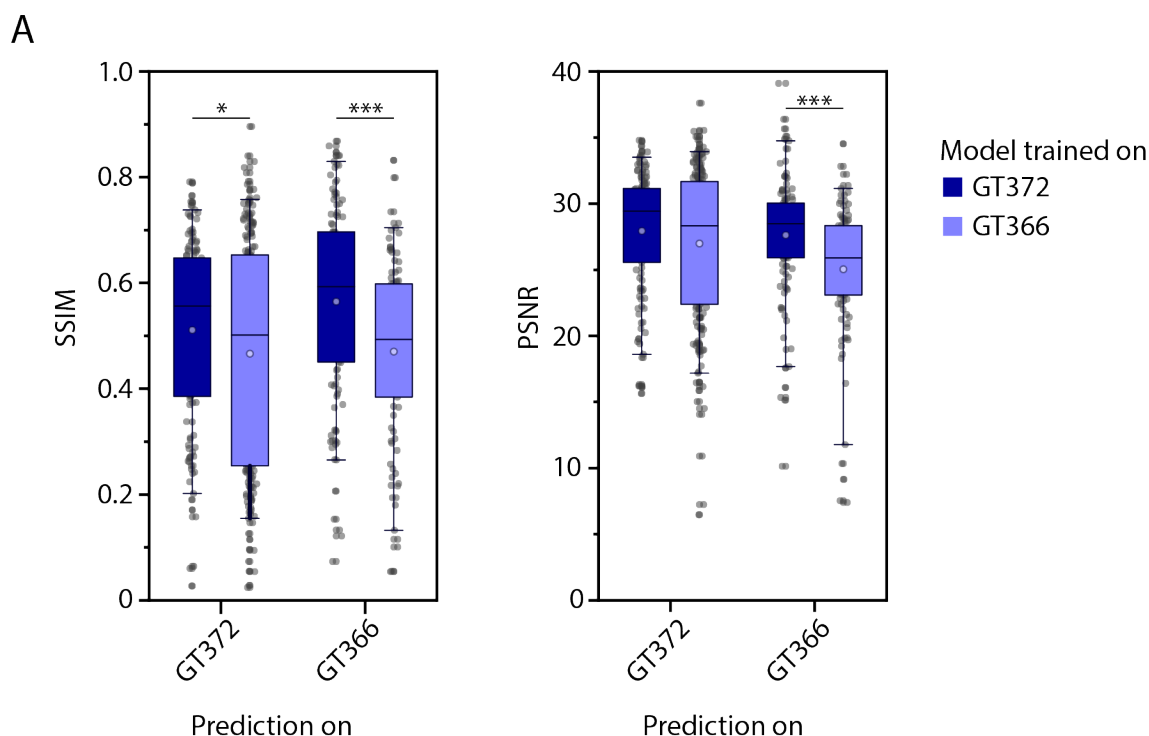 A
1.0
0.8
0.6
0.4
0.2
0
SSIM
*
***
GT372
GT366
Prediction on
40
30
20
10
0
PSNR
***
GT372
GT366
Prediction on
Model trained on
GT372
GT366